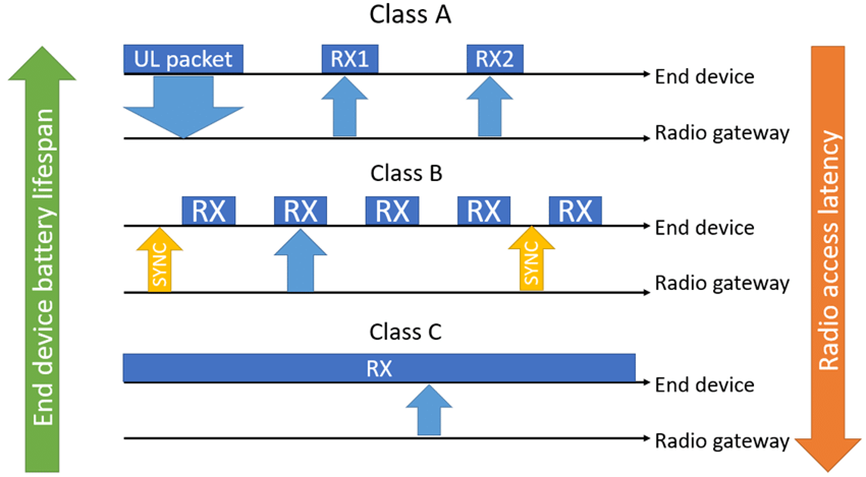 Class A
UL packet
RX1
RX2
End device
Radio gateway
Class B
RX
RX
RX
RX
RX
End device
SYNC
SYNC
Radio gateway
Class C
RX
End device
Radio gateway
End device battery lifespan
Radio access latency